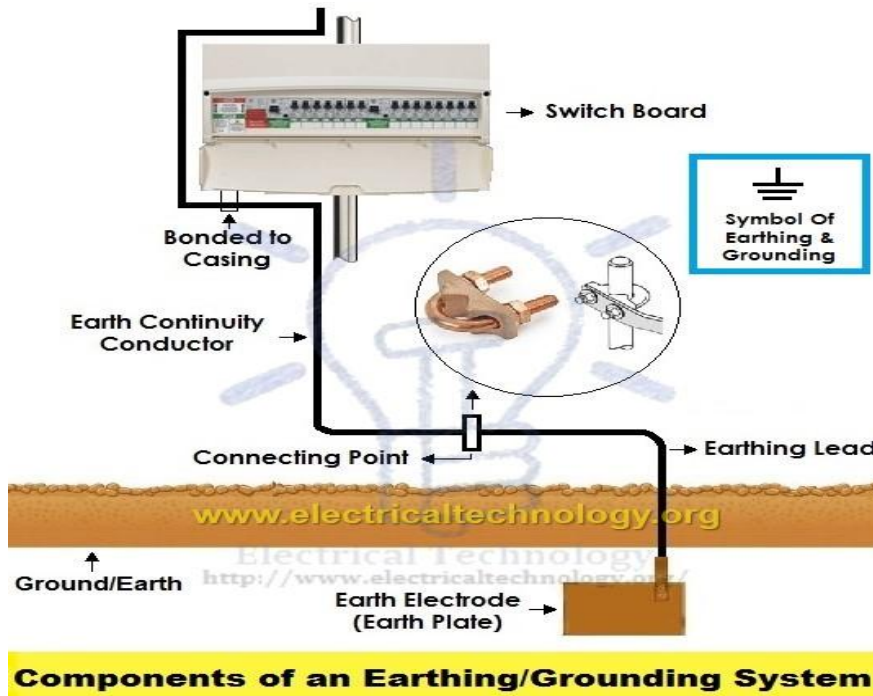 Switch Board
Symbol Of
Earthing &
Grounding
Bonded to
Casing
Earth Continuity
Conductor
Connecting Point
Earthing Lead
www.electricaltechnology.org
Electrical Technology
http://www.electricaltechnology.org/
Ground/Earth
Earth Electrode
(Earth Plate)
Components of an Earthing/Grounding System